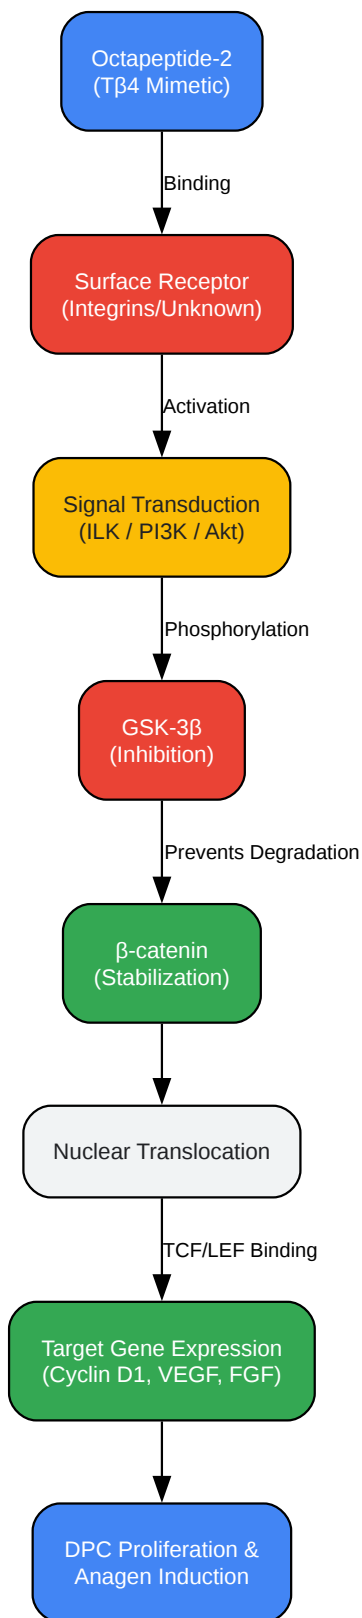 Octapeptide-2
(Tβ4 Mimetic)
Binding
Surface Receptor
(Integrins/Unknown)
Activation
Signal Transduction
(ILK / PI3K / Akt)
Phosphorylation
GSK-3β
(Inhibition)
Prevents Degradation
β-catenin
(Stabilization)
Nuclear Translocation
TCF/LEF Binding
Target Gene Expression
(Cyclin D1, VEGF, FGF)
DPC Proliferation &
Anagen Induction